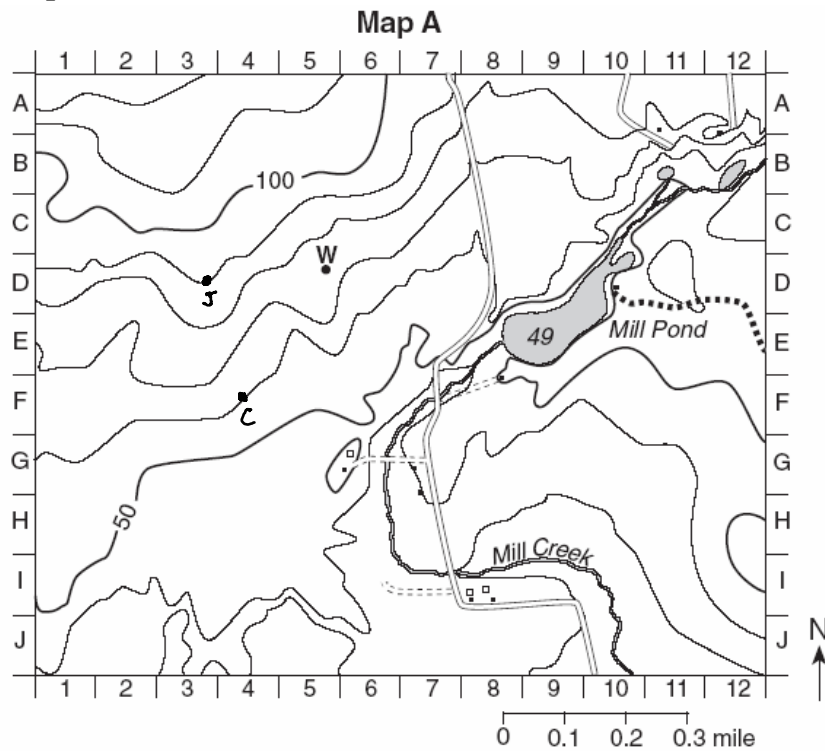 Map A
1 2 3 4 5 6 7 8 9 10 11 12
A A
B B
100
C C
W
D D
J
Mill Pond
E 49 E
F F
C
G G
50
H H
Mill Creek
I I
J J
N
1 2 3 4 5 6 7 8 9 10 11 12
0 0.1 0.2 0.3 mile